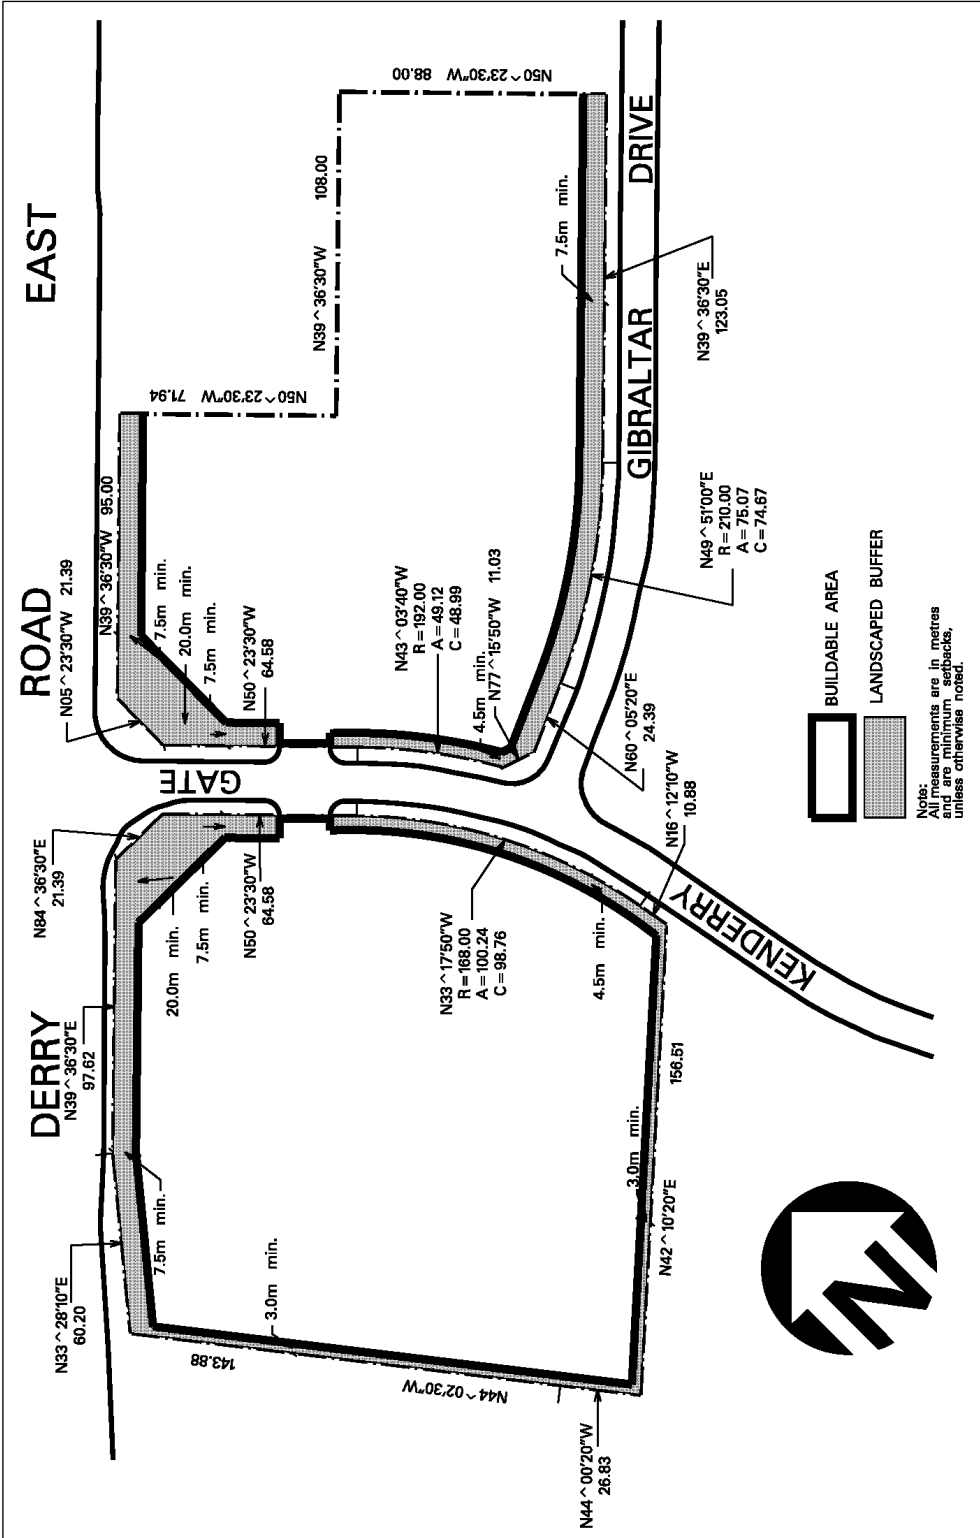 DERRY
ROAD
EAST
N33^28'10"E
60.20
N39^36'30"E
97.62
N84^36'30"E
21.39
N05^23'30"W 21.39
N39^36'30"W 95.00
7.5m min.
20.0m min.
7.5m min.
N50^23'30"W
64.58
GATE
7.5m min.
3.0m min.
20.0m min.
7.5m min.
N50^23'30"W
64.58
N50^23'30"W 71.94
N39^36'30"W 108.00
N50^23'30"W 88.00
143.88
N44^02'30"W
N44^00'20"W
26.83
N33^17'50"W
R=168.00
A=100.24
C=98.76
4.5m min.
N43^03'40"W
R=192.00
A=49.12
C=48.99
4.5m min.
N77^15'50"W 11.03
7.5m min.
3.0m min.
N42^10'20"E
156.51
KENDERRY
N16^12'10"W
10.88
N60^05'20"E
24.39
GIBRALTAR DRIVE
N49^51'00"E
R=210.00
A=75.07
C=74.67
N39^36'30"E
123.05
N
BUILDABLE AREA
LANDSCAPED BUFFER
Note:
All measurements are in metres
and are minimum setbacks,
unless otherwise noted.